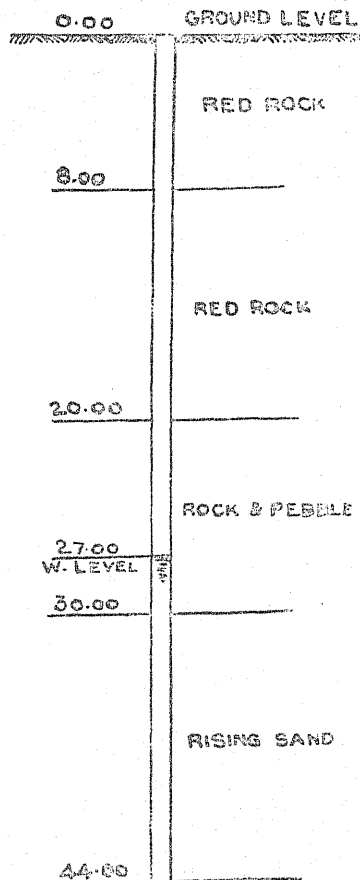 0.00 GROUND LEVEL
RED ROCK
8.00
RED ROCK
20.00
ROCK & PEBBLE
27.00
W. LEVEL
30.00
RISING SAND
44.00